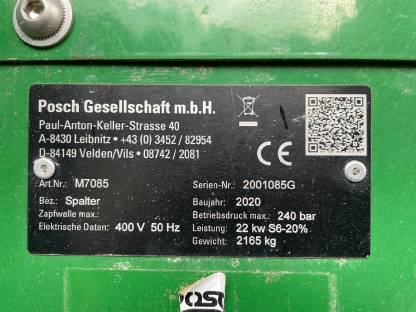 Posch Gesellschaft m.b.H.
Paul-Anton-Keller-Strasse 40
A-8430 Leibnitz • +43 (0) 3452 / 82954
D-84149 Velden/Vils • 08742 / 2081
CE
Art.Nr.: M7085 Serien-Nr.: 2001085G
Bez.: Spalter Baujahr: 2020
Zapfwelle max.: Betriebsdruck max.: 240 bar
Elektrische Daten: 400 V 50 Hz Leistung: 22 kw S6-20%
Gewicht: 2165 kg
POSCH